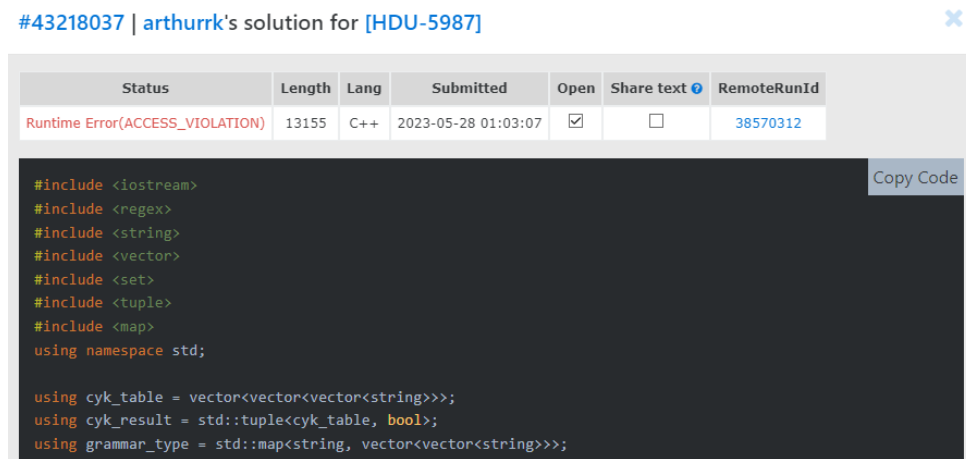 #43218037 | arthurrk's solution for [HDU-5987]
Status Length Lang Submitted Open Share text RemoteRunId
Runtime Error(ACCESS_VIOLATION) 13155 C++ 2023-05-28 01:03:07 38570312
Copy Code
#include <iostream>
#include <regex>
#include <string>
#include <vector>
#include <set>
#include <tuple>
#include <map>
using namespace std;
using cyk_table = vector<vector<vector<string>>>;
using cyk_result = std::tuple<cyk_table, bool>;
using grammar_type = std::map<string, vector<vector<string>>>;